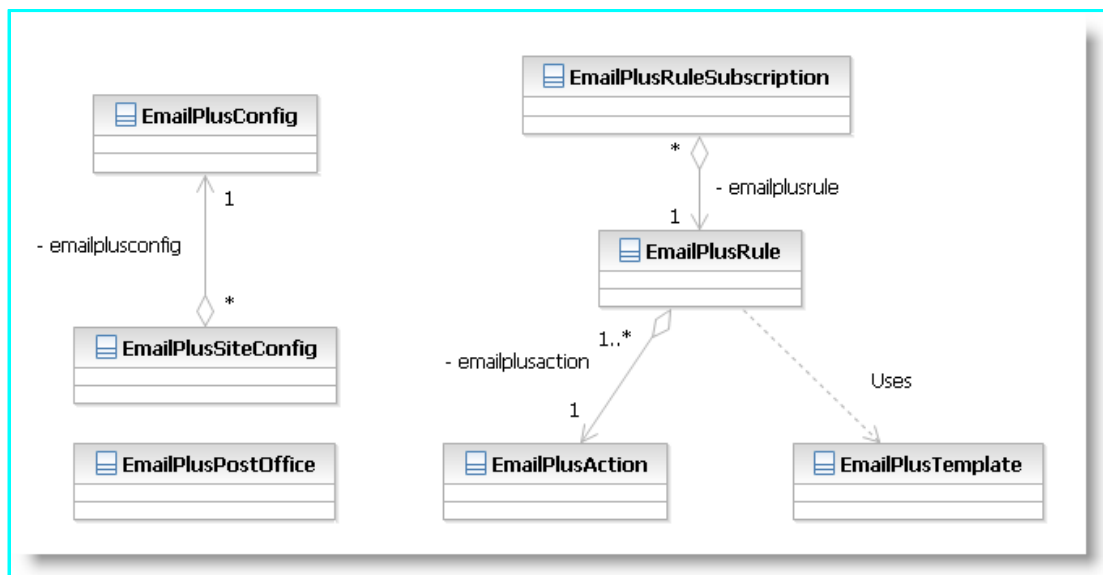 EmailPlusRuleSubscription
EmailPlusConfig
*
- emailplusrule
1
1
- emailplusconfig
EmailPlusRule
*
1..*
EmailPlusSiteConfig
- emailplusaction
Uses
1
EmailPlusPostOffice
EmailPlusAction
EmailPlusTemplate